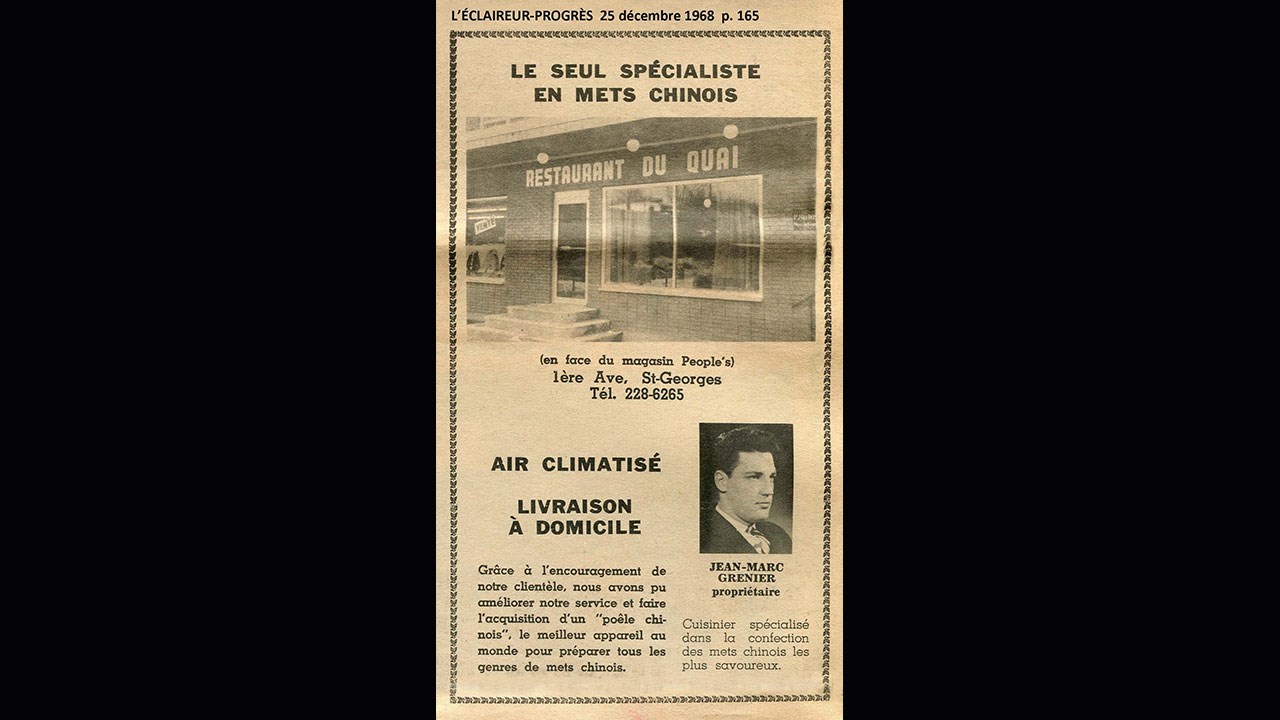 L'ÉCLAIREUR-PROGRÈS 25 décembre 1968 p. 165
LE SEUL SPÉCIALISTE
EN METS CHINOIS
RESTAURANT DU QUAI
VENTE
(en face du magasin People's)
1ère Ave, St-Georges
Tél. 228-6265
AIR CLIMATISÉ
LIVRAISON
À DOMICILE
Grâce à l'encouragement de
notre clientèle, nous avons pu
améliorer notre service et faire
l'acquisition d'un "poêle chi-
nois", le meilleur appareil au
monde pour préparer tous les
genres de mets chinois.
JEAN-MARC
GRENIER
propriétaire
Cuisinier spécialisé
dans la confection
des mets chinois les
plus savoureux.